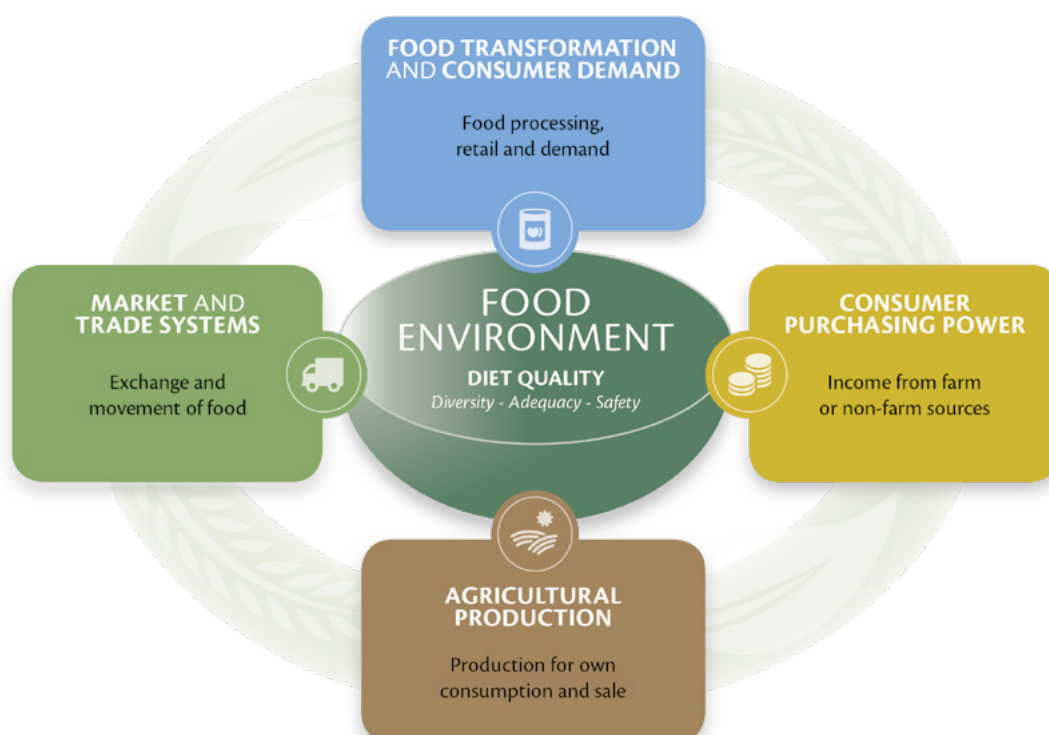 FOOD TRANSFORMATION
AND CONSUMER DEMAND
Food processing,
retail and demand
MARKET AND
TRADE SYSTEMS
Exchange and
movement of food
FOOD
ENVIRONMENT
DIET QUALITY
Diversity - Adequacy - Safety
CONSUMER
PURCHASING POWER
Income from farm
or non-farm sources
AGRICULTURAL
PRODUCTION
Production for own
consumption and sale